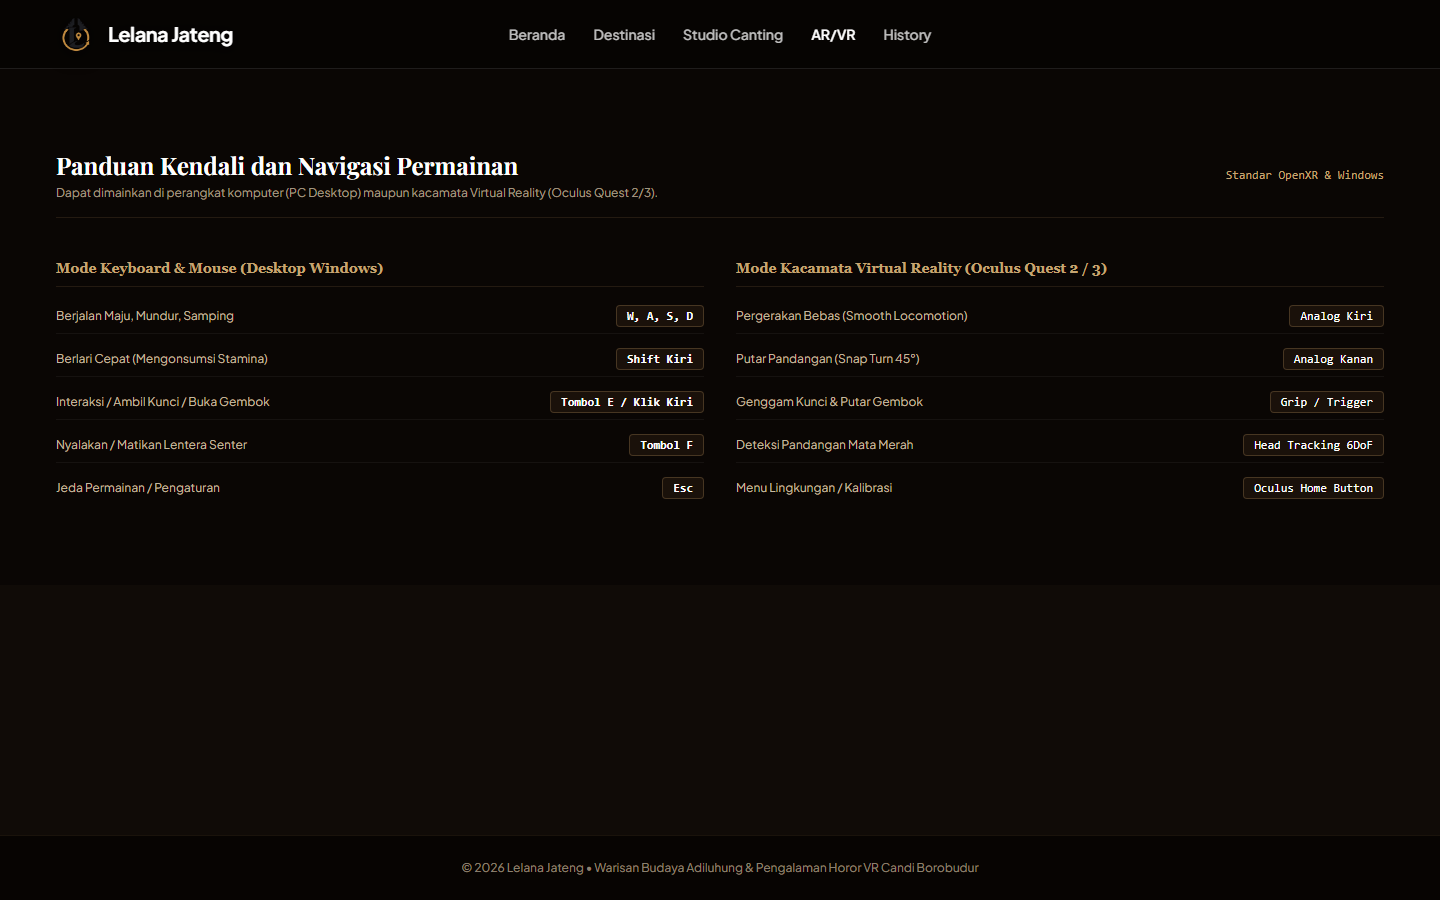 Lelana Jateng
Beranda
Destinasi
Studio Canting
AR/VR
History
Panduan Kendali dan Navigasi Permainan
Dapat dimainkan di perangkat komputer (PC Desktop) maupun kacamata Virtual Reality (Oculus Quest 2/3).
Standar OpenXR & Windows
Mode Keyboard & Mouse (Desktop Windows)
Berjalan Maju, Mundur, Samping
W, A, S, D
Berlari Cepat (Mengonsumsi Stamina)
Shift Kiri
Interaksi / Ambil Kunci / Buka Gembok
Tombol E / Klik Kiri
Nyalakan / Matikan Lentera Senter
Tombol F
Jeda Permainan / Pengaturan
Esc
Mode Kacamata Virtual Reality (Oculus Quest 2 / 3)
Pergerakan Bebas (Smooth Locomotion)
Analog Kiri
Putar Pandangan (Snap Turn 45°)
Analog Kanan
Genggam Kunci & Putar Gembok
Grip / Trigger
Deteksi Pandangan Mata Merah
Head Tracking 6DoF
Menu Lingkungan / Kalibrasi
Oculus Home Button
© 2026 Lelana Jateng • Warisan Budaya Adiluhung & Pengalaman Horor VR Candi Borobudur